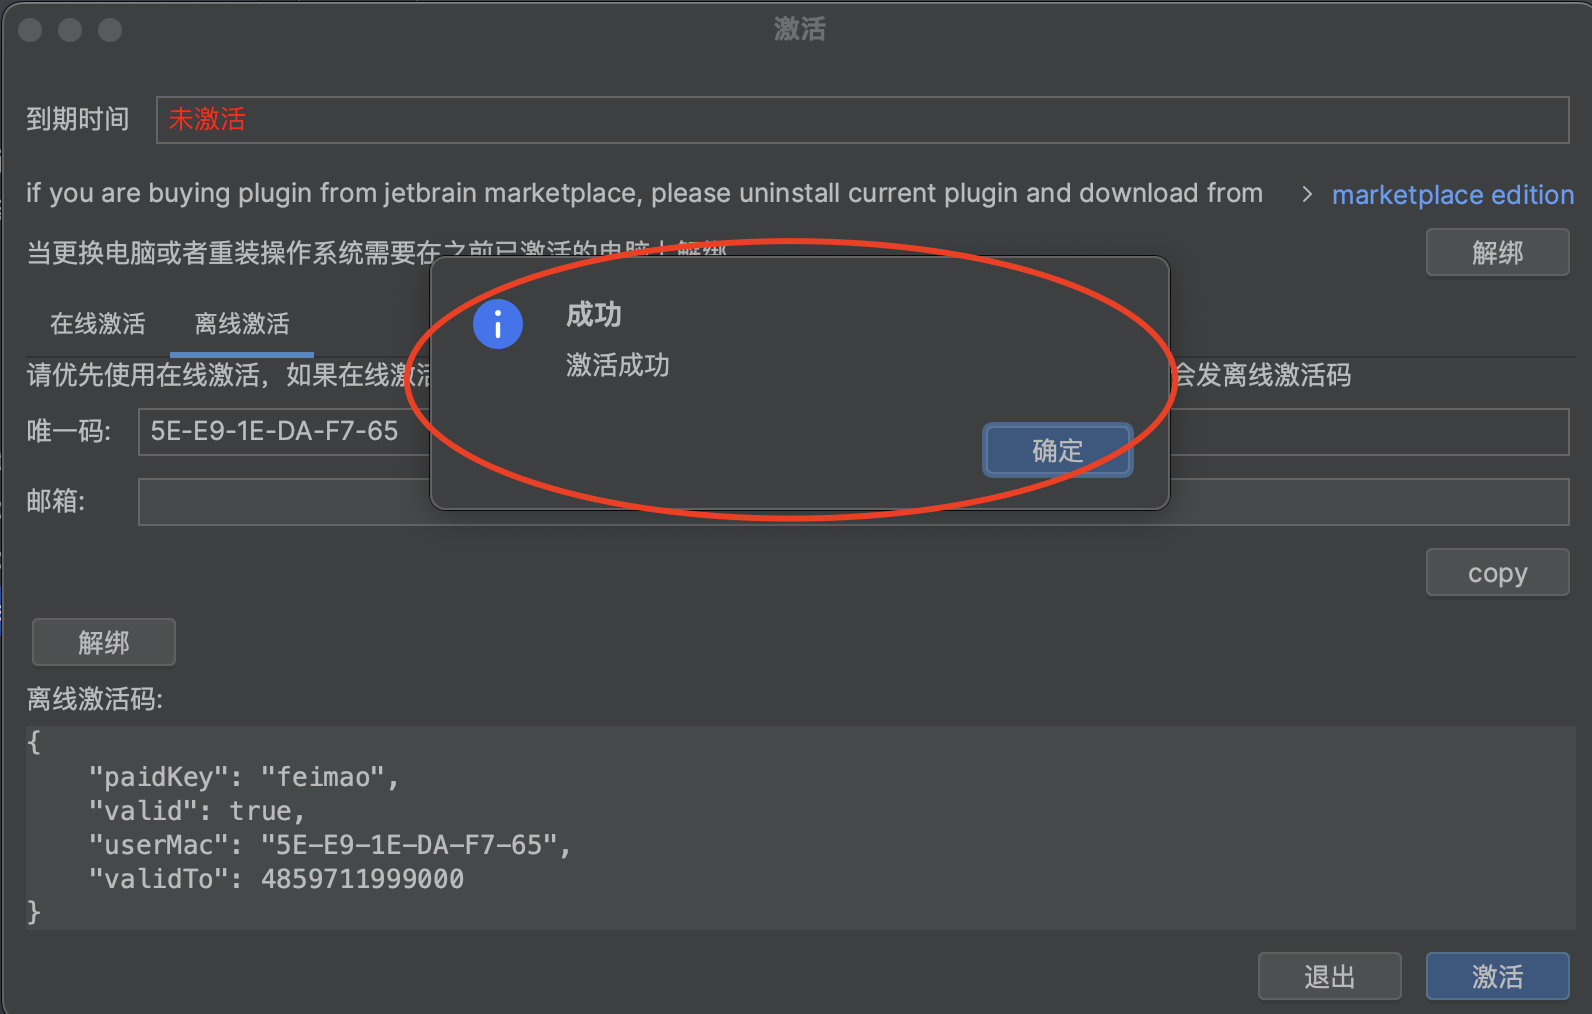 激活
到期时间 未激活
if you are buying plugin from jetbrain marketplace, please uninstall current plugin and download from > marketplace edition
当更换电脑或者重装操作系统需要在之前已激活的电脑上解绑 解绑
在线激活 离线激活
成功
激活成功
确定
请优先使用在线激活，如果在线激活 会发离线激活码
唯一码: 5E-E9-1E-DA-F7-65
邮箱:
copy
解绑
离线激活码:
{
"paidKey": "feimao",
"valid": true,
"userMac": "5E-E9-1E-DA-F7-65",
"validTo": 4859711999000
}
退出 激活